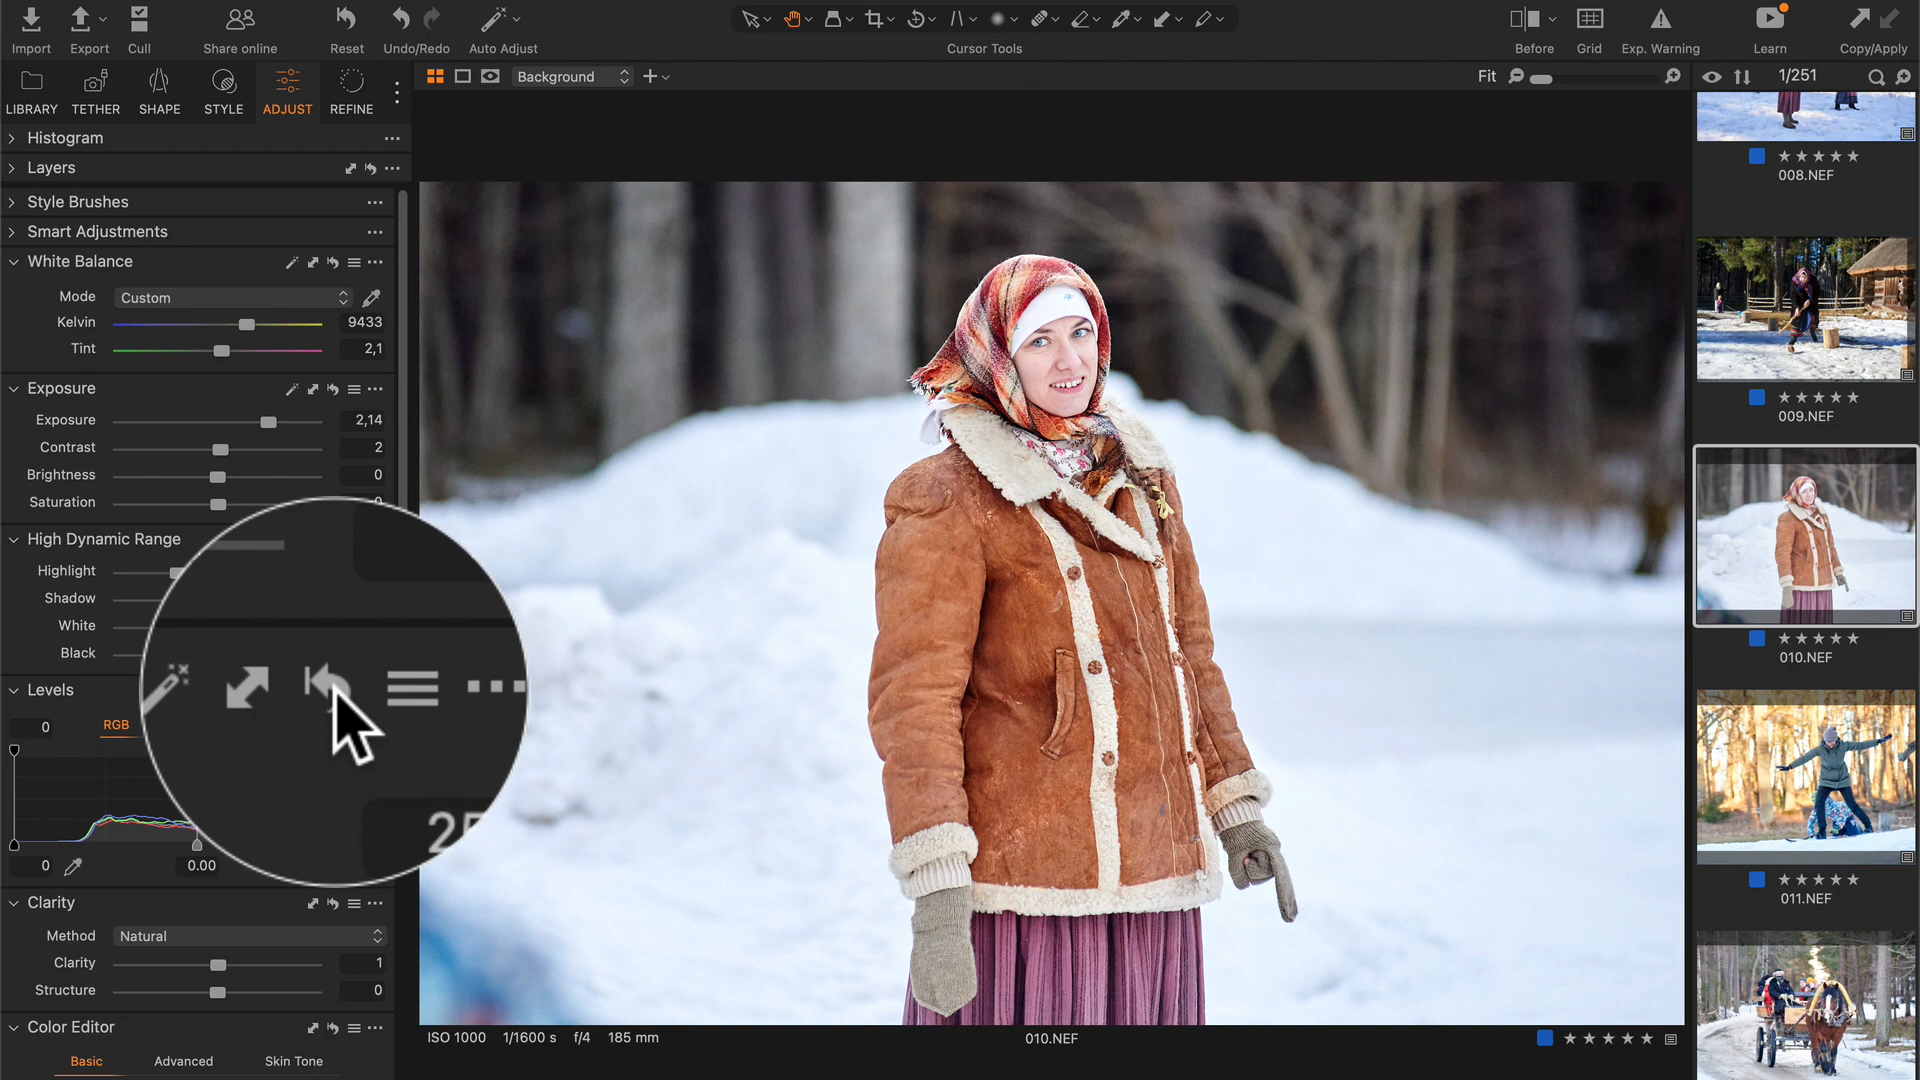 Import Export Cull Share online Reset Undo/Redo Auto Adjust Cursor Tools Before Grid Exp. Warning Learn Copy/Apply
LIBRARY TETHER SHAPE STYLE ADJUST REFINE
Background Fit 1/251
Histogram
Layers
Style Brushes
Smart Adjustments
White Balance
Mode Custom
Kelvin 9433
Tint 2,1
Exposure
Exposure 2,14
Contrast 2
Brightness 0
Saturation 0
High Dynamic Range
Highlight
Shadow
White
Black
Levels
0 RGB
25
0 0.00
Clarity
Method Natural
Clarity 1
Structure 0
Color Editor
Basic Advanced Skin Tone
ISO 1000 1/1600 s f/4 185 mm 010.NEF
008.NEF
009.NEF
010.NEF
011.NEF